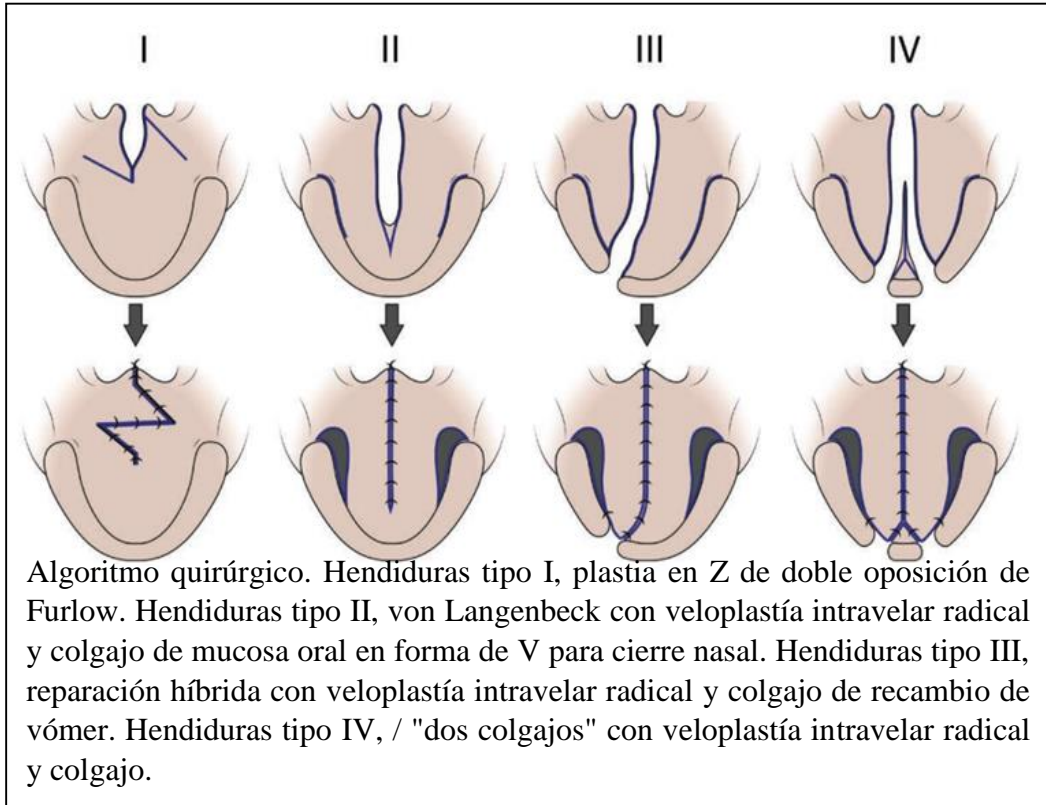 I II III IV
Algoritmo quirúrgico. Hendiduras tipo I, plastia en Z de doble oposición de
Furlow. Hendiduras tipo II, von Langenbeck con veloplastía intravelar radical
y colgajo de mucosa oral en forma de V para cierre nasal. Hendiduras tipo III,
reparación híbrida con veloplastía intravelar radical y colgajo de recambio de
vómer. Hendiduras tipo IV, / "dos colgajos" con veloplastía intravelar radical
y colgajo.